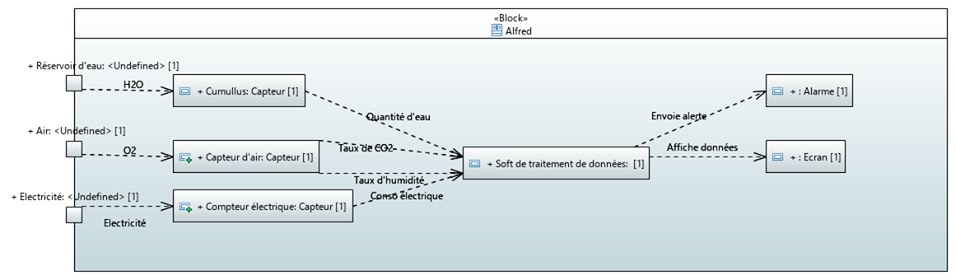 «Block»
Alfred
+ Réservoir d'eau: <Undefined> [1]
H2O
+ Cumullus: Capteur [1]
+ : Alarme [1]
Quantité d'eau
Envoie alerte
+ Air: <Undefined> [1]
O2
+ Capteur d'air: Capteur [1]
Taux de CO2
Affiche données
+ : Ecran [1]
+ Soft de traitement de données: [1]
Taux d'humidité
+ Electricité: <Undefined> [1]
Conso électrique
+ Compteur électrique: Capteur [1]
Electricité